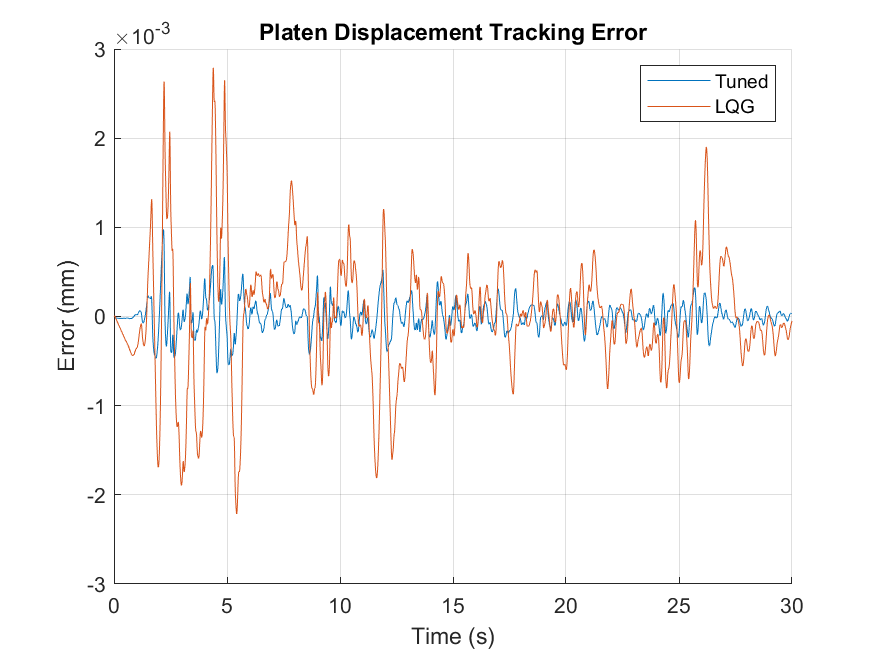 Platen Displacement Tracking Error
×10-3
3
2
1
0
-1
-2
-3
Error (mm)
Tuned
LQG
0 5 10 15 20 25 30
Time (s)